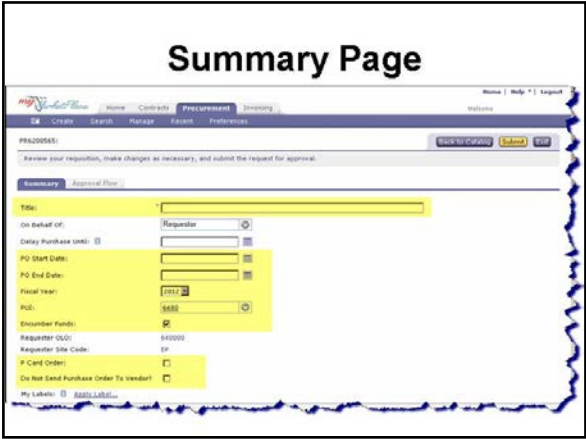 Summary Page
Home | Help | Logout
my MarketPlace Home Contracts Procurement Invoicing Welcome
Create Search Manage Recent Preferences
PR6200565: Back to Catalog Submit Exit
Review your requisition, make changes as necessary, and submit the request for approval.
Summary Approval Flow
Title: *
On Behalf Of: Requester
Delay Purchase Until:
PO Start Date:
PO End Date:
Fiscal Year: 2012
PUI: 6400
Encumber Funds:
Requester OLO: 640000
Requester Site Code: EP
P Card Order:
Do Not Send Purchase Order To Vendor?
My Labels: Apply Label...